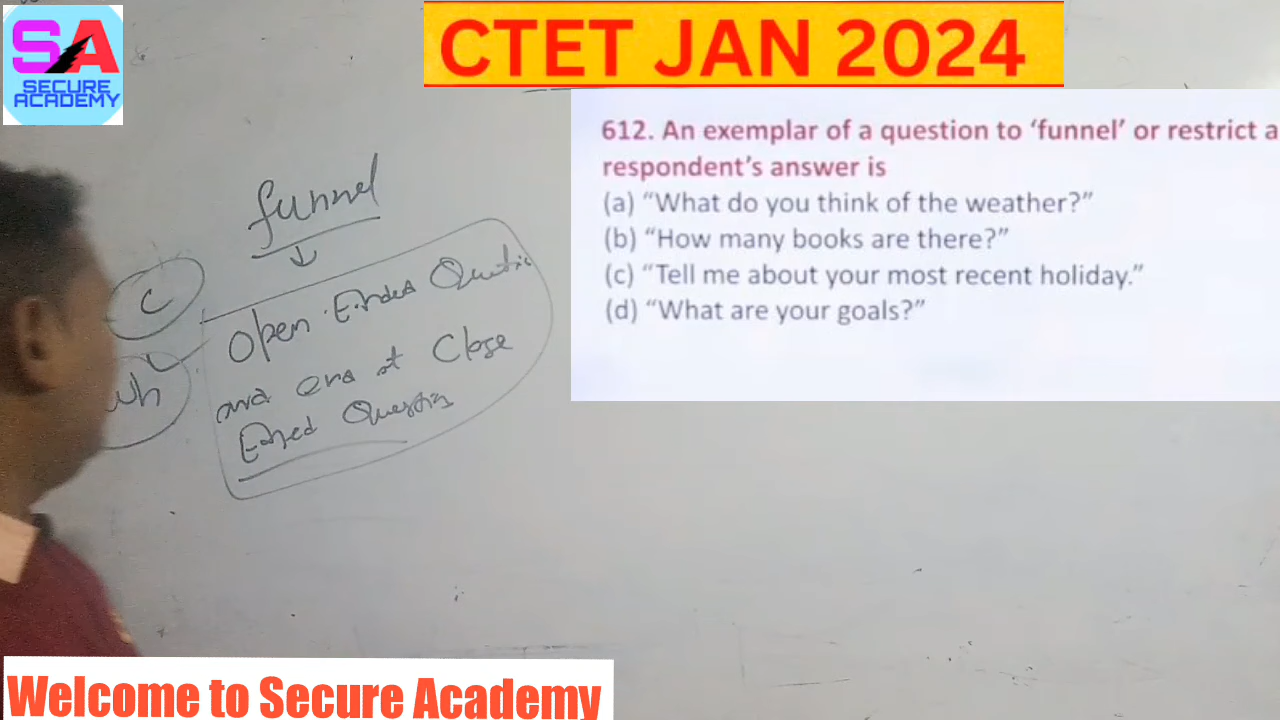 SA
SECURE
ACADEMY
CTET JAN 2024
612. An exemplar of a question to ‘funnel’ or restrict a
respondent’s answer is
(a) “What do you think of the weather?”
(b) “How many books are there?”
(c) “Tell me about your most recent holiday.”
(d) “What are your goals?”
funnel
C
Wh
Open Ended
and end at Close
Ended
Welcome to Secure Academy